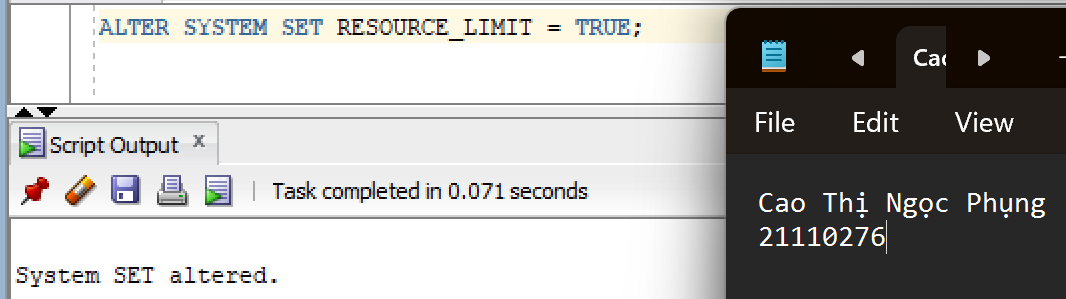 ALTER SYSTEM SET RESOURCE_LIMIT = TRUE;
Script Output x
Task completed in 0.071 seconds
System SET altered.
File Edit View
Cao Thị Ngọc Phụng
21110276